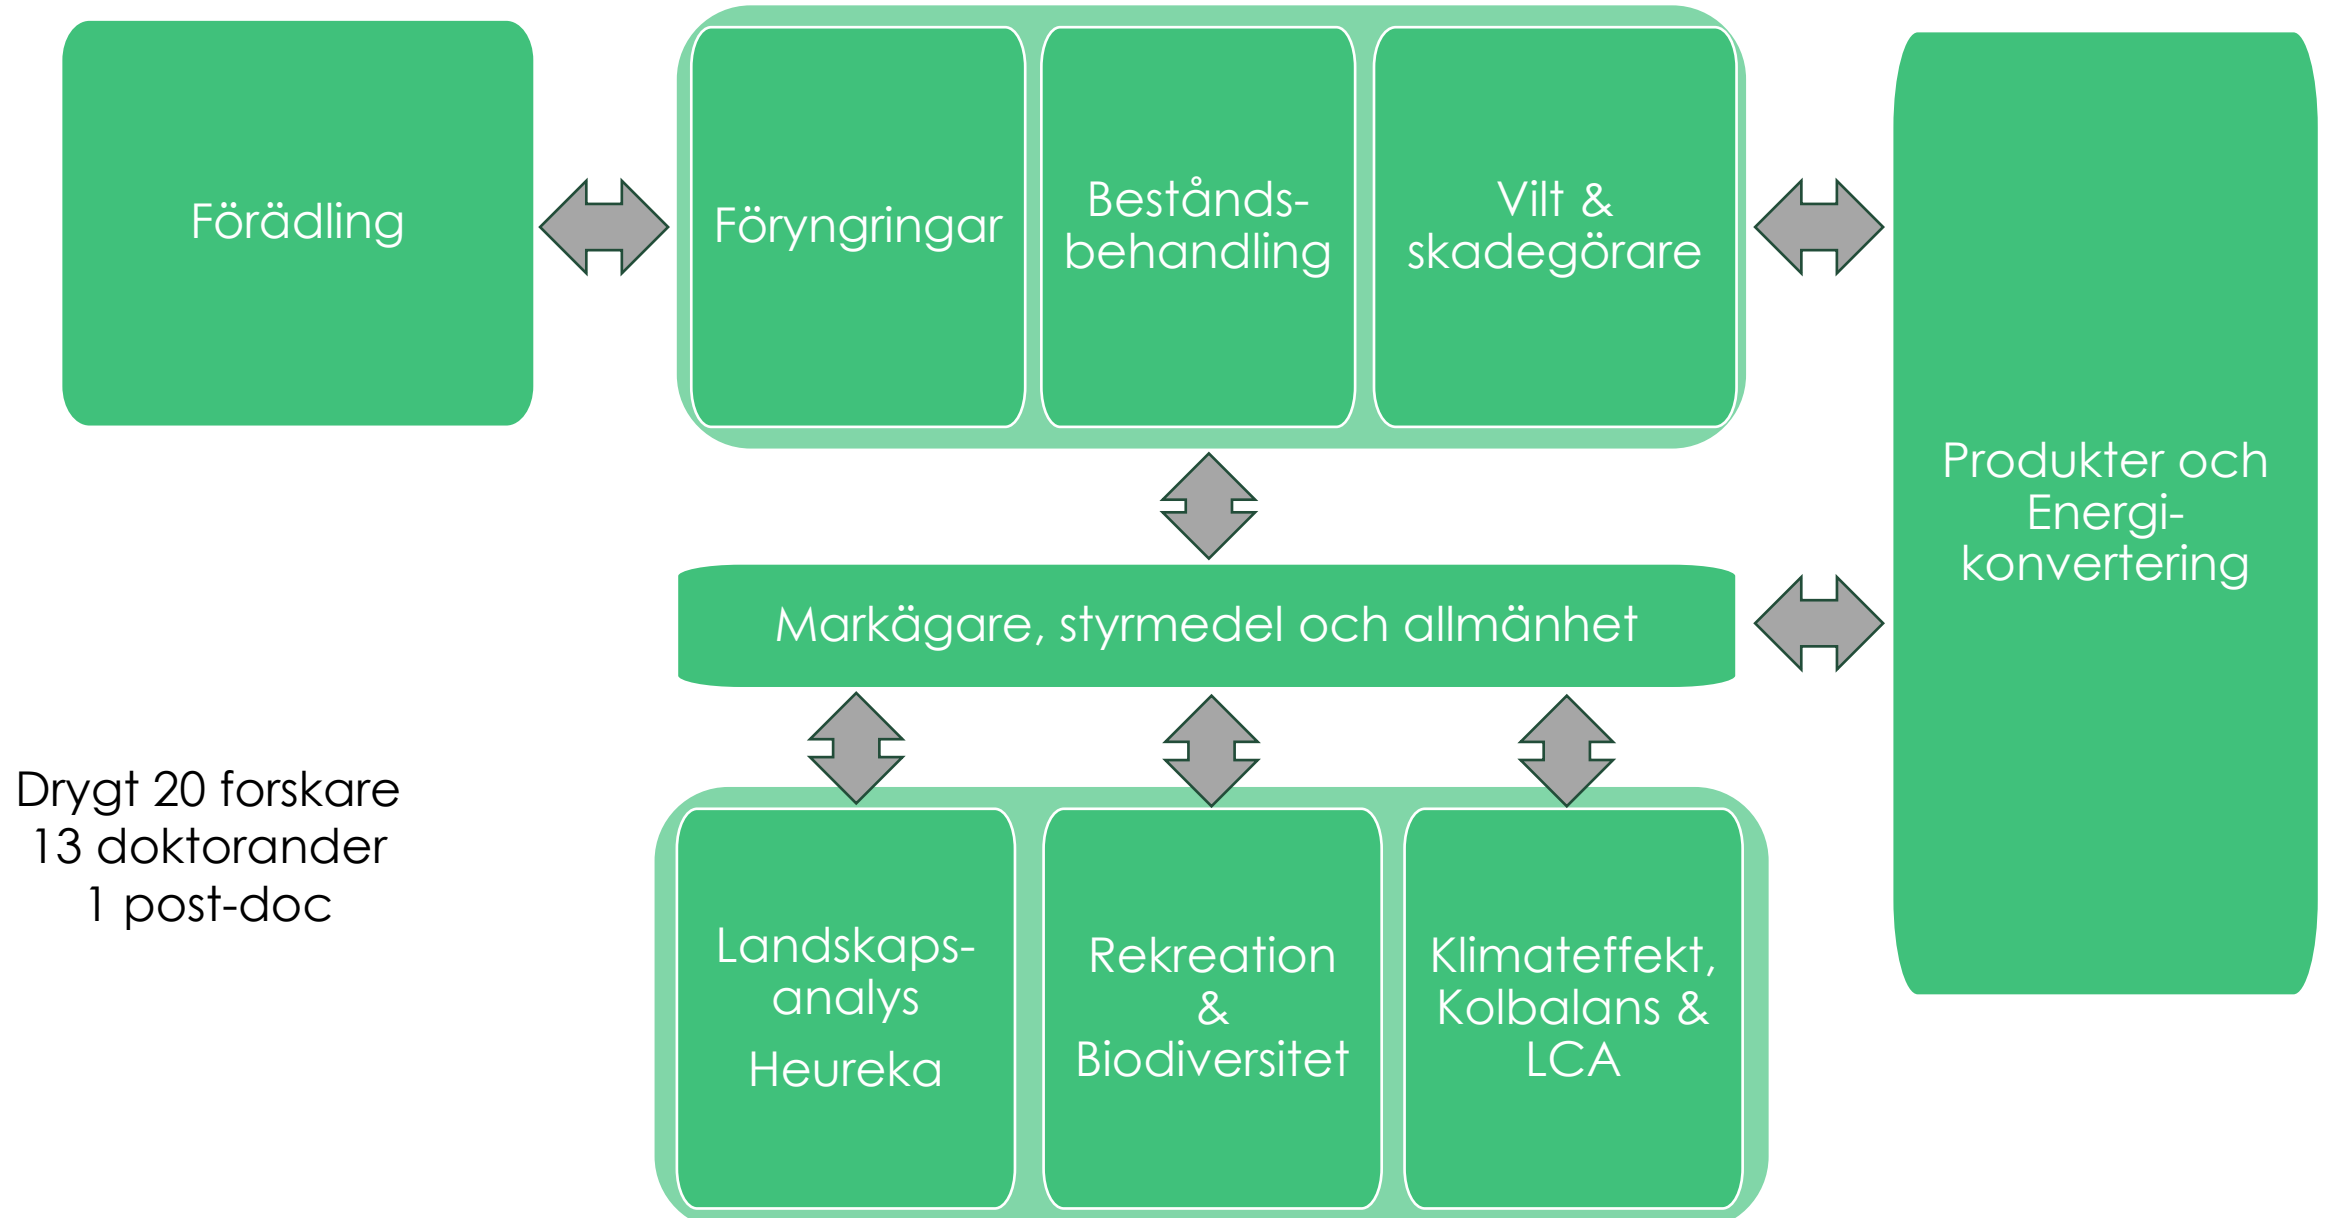 Förädling
Föryngringar
Bestånds-
behandling
Vilt &
skadegörare
Produkter och
Energi-
konvertering
Markägare, styrmedel och allmänhet
Drygt 20 forskare
13 doktorander
1 post-doc
Landskaps-
analys
Heureka
Rekreation
&
Biodiversitet
Klimateffekt,
Kolbalans &
LCA